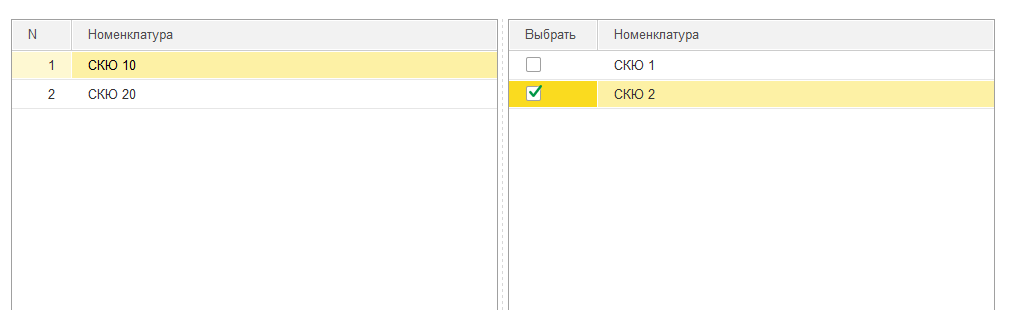 N Номенклатура
1 СКЮ 10
2 СКЮ 20
Выбрать Номенклатура
СКЮ 1
СКЮ 2